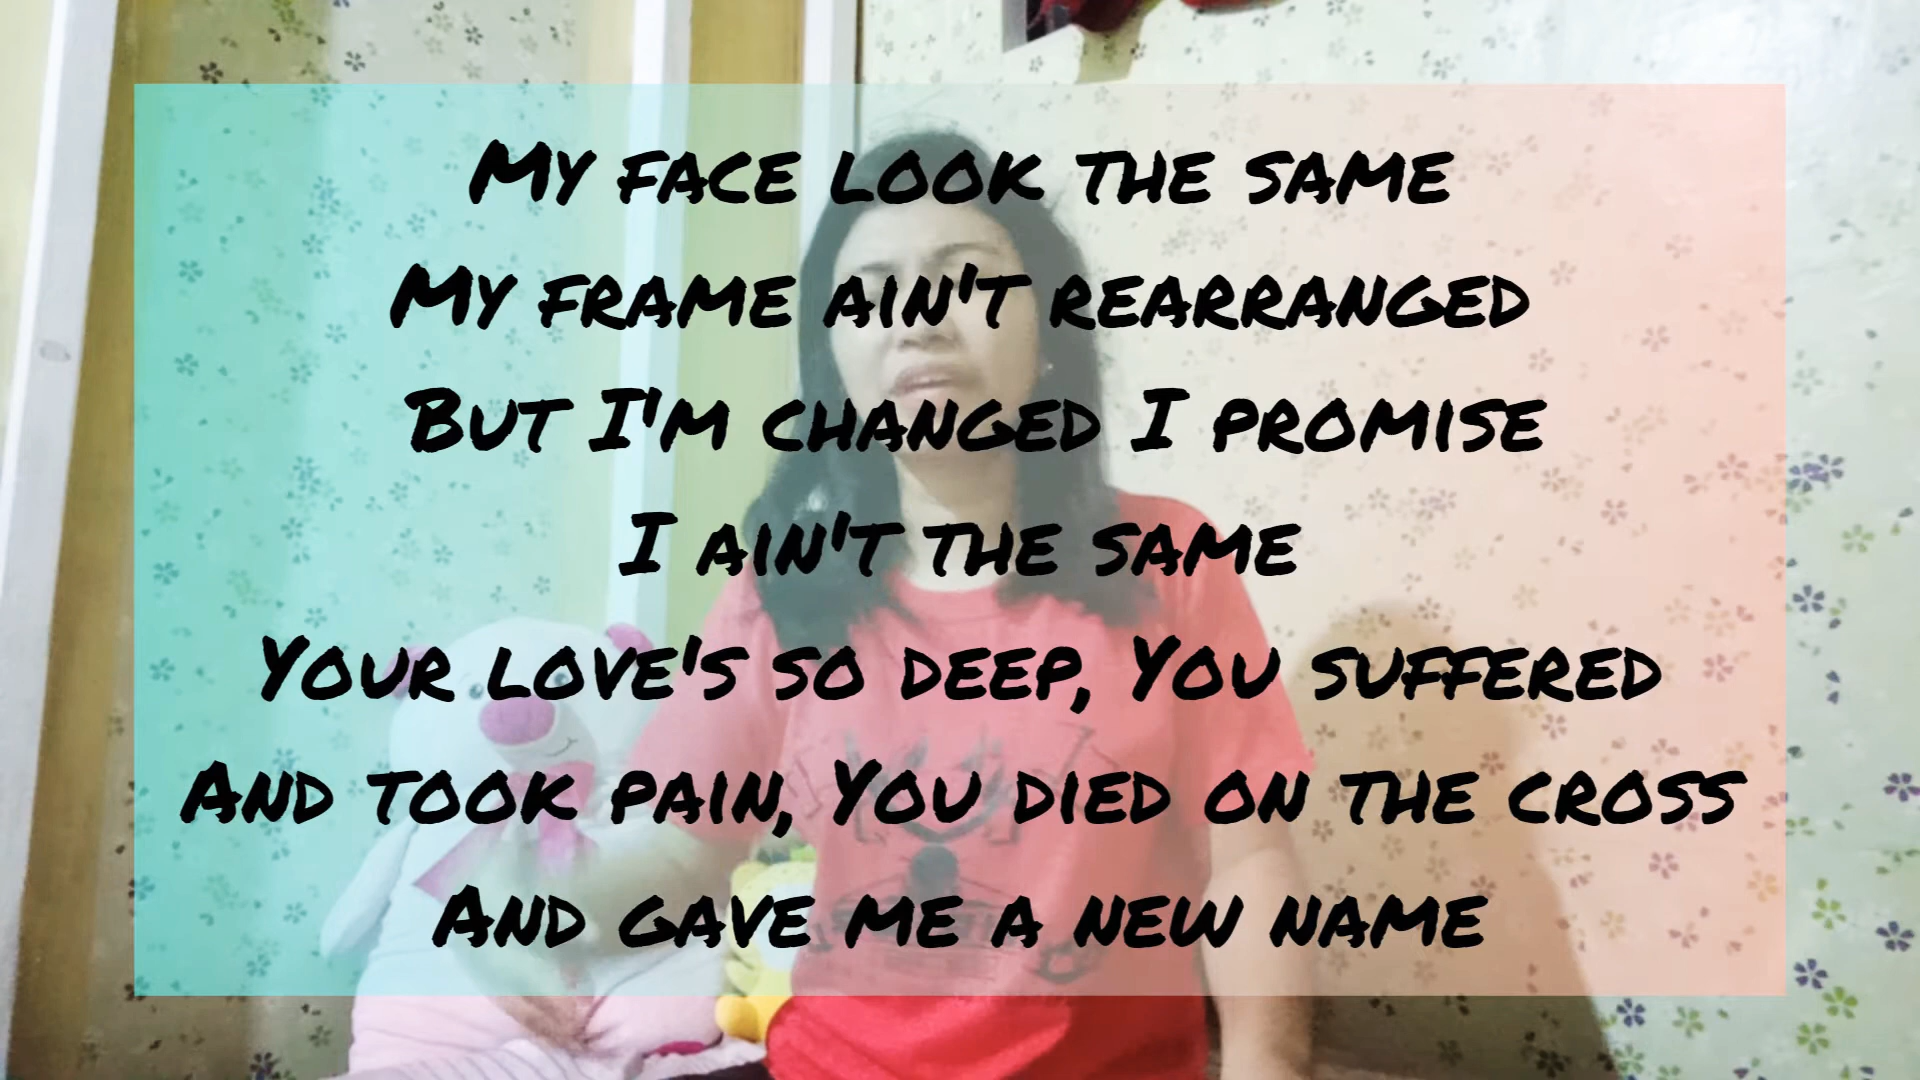 My face look the same
My frame ain't rearranged
But I'm changed I promise
I ain't the same
Your love's so deep, You suffered
And took pain, You died on the cross
And gave me a new name